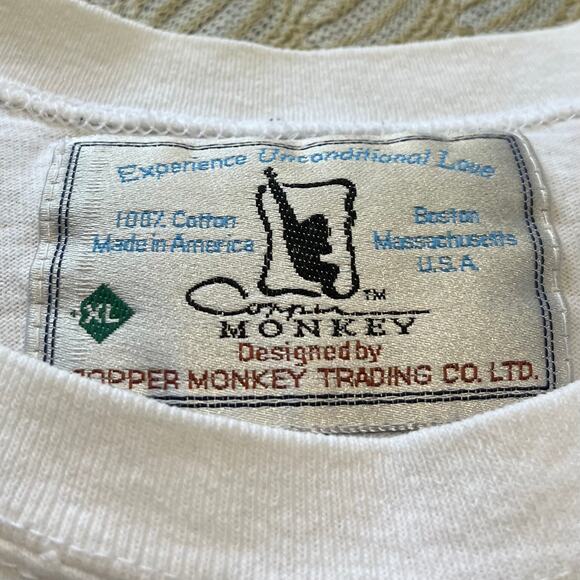 Experience Unconditional Love
100% Cotton
Made in America
Boston
Massachusetts
U.S.A
XL
Copper TM
MONKEY
Designed by
COPPER MONKEY TRADING CO. LTD.